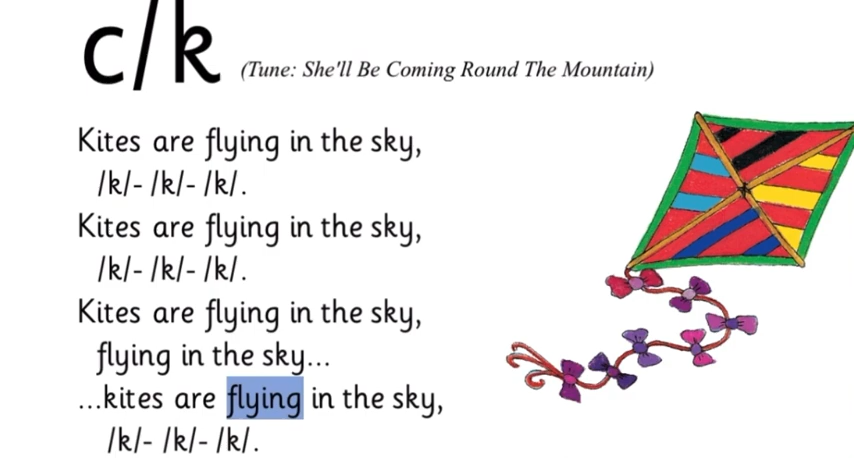 c/k (Tune: She'll Be Coming Round The Mountain)
Kites are flying in the sky,
/k/- /k/- /k/.
Kites are flying in the sky,
/k/- /k/- /k/.
Kites are flying in the sky,
flying in the sky...
...kites are flying in the sky,
/k/- /k/- /k/.